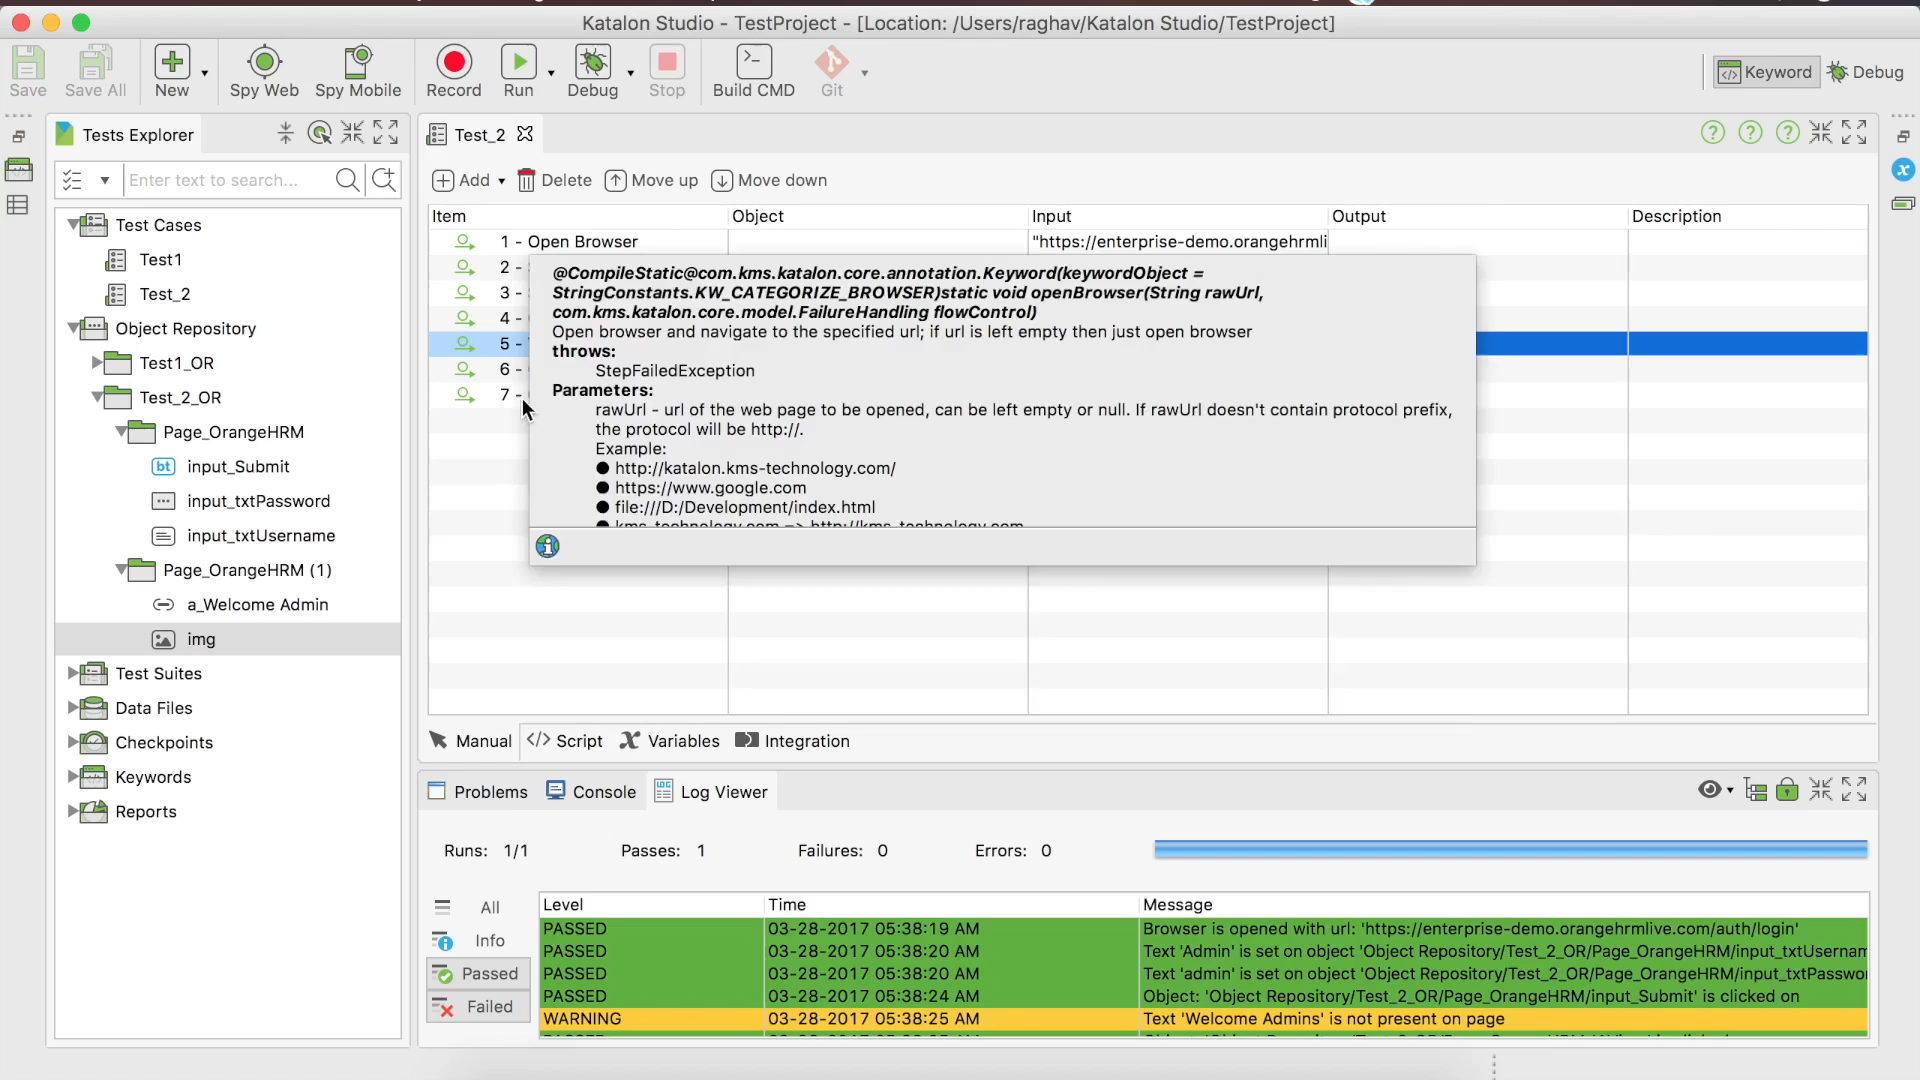 Katalon Studio - TestProject - [Location: /Users/raghav/Katalon Studio/TestProject]
Save
Save All
New
Spy Web
Spy Mobile
Record
Run
Debug
Stop
Build CMD
Git
Keyword
Debug
Tests Explorer
Enter text to search...
Test Cases
Test1
Test_2
Object Repository
Test1_OR
Test_2_OR
Page_OrangeHRM
bt input_Submit
input_txtPassword
input_txtUsername
Page_OrangeHRM (1)
a_Welcome Admin
img
Test Suites
Data Files
Checkpoints
Keywords
Reports
Test_2
Add
Delete
Move up
Move down
Item Object Input Output Description
1 - Open Browser "https://enterprise-demo.orangehrmli
2 -
3 -
4 -
5 -
6 -
7 -
@CompileStatic@com.kms.katalon.core.annotation.Keyword(keywordObject =
StringConstants.KW_CATEGORIZE_BROWSER)static void openBrowser(String rawUrl,
com.kms.katalon.core.model.FailureHandling flowControl)
Open browser and navigate to the specified url; if url is left empty then just open browser
throws:
StepFailedException
Parameters:
rawUrl - url of the web page to be opened, can be left empty or null. If rawUrl doesn't contain protocol prefix,
the protocol will be http://.
Example:
● http://katalon.kms-technology.com/
● https://www.google.com
● file:///D:/Development/index.html
● kms-technology.com => http://kms-technology.com
Manual
Script
Variables
Integration
Problems
Console
LOG
Log Viewer
Runs: 1/1 Passes: 1 Failures: 0 Errors: 0
All
Info
Passed
Failed
Level Time Message
PASSED 03-28-2017 05:38:19 AM Browser is opened with url: 'https://enterprise-demo.orangehrmlive.com/auth/login'
PASSED 03-28-2017 05:38:20 AM Text 'Admin' is set on object 'Object Repository/Test_2_OR/Page_OrangeHRM/input_txtUsernam
PASSED 03-28-2017 05:38:20 AM Text 'admin' is set on object 'Object Repository/Test_2_OR/Page_OrangeHRM/input_txtPasswo
PASSED 03-28-2017 05:38:24 AM Object: 'Object Repository/Test_2_OR/Page_OrangeHRM/input_Submit' is clicked on
WARNING 03-28-2017 05:38:25 AM Text 'Welcome Admins' is not present on page